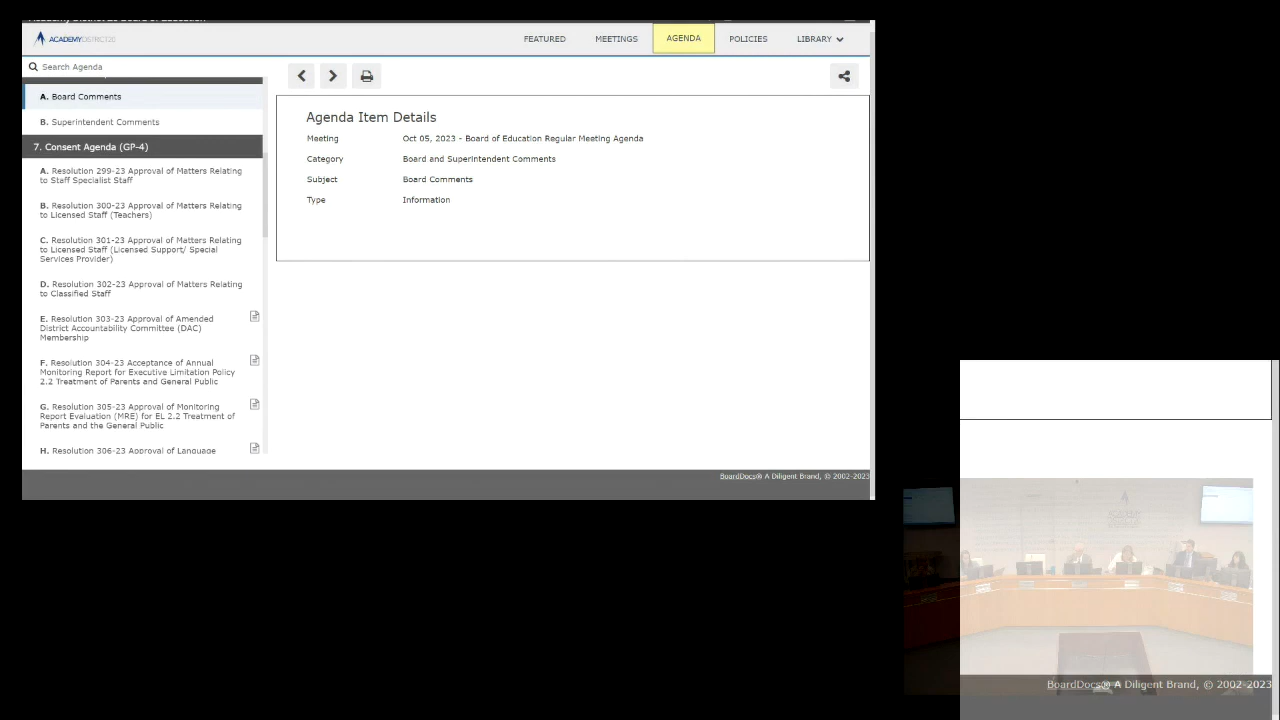 Academy District 20 Board of Education
ACADEMYDISTRICT20
FEATURED
MEETINGS
AGENDA
POLICIES
LIBRARY
Search Agenda
A. Board Comments
B. Superintendent Comments
7. Consent Agenda (GP-4)
A. Resolution 299-23 Approval of Matters Relating
to Staff Specialist Staff
B. Resolution 300-23 Approval of Matters Relating
to Licensed Staff (Teachers)
C. Resolution 301-23 Approval of Matters Relating
to Licensed Staff (Licensed Support/ Special
Services Provider)
D. Resolution 302-23 Approval of Matters Relating
to Classified Staff
E. Resolution 303-23 Approval of Amended
District Accountability Committee (DAC)
Membership
F. Resolution 304-23 Acceptance of Annual
Monitoring Report for Executive Limitation Policy
2.2 Treatment of Parents and General Public
G. Resolution 305-23 Approval of Monitoring
Report Evaluation (MRE) for EL 2.2 Treatment of
Parents and the General Public
H. Resolution 306-23 Approval of Language
Agenda Item Details
Meeting Oct 05, 2023 - Board of Education Regular Meeting Agenda
Category Board and Superintendent Comments
Subject Board Comments
Type Information
BoardDocs® A Diligent Brand, © 2002-2023
BoardDocs® A Diligent Brand, © 2002-2023